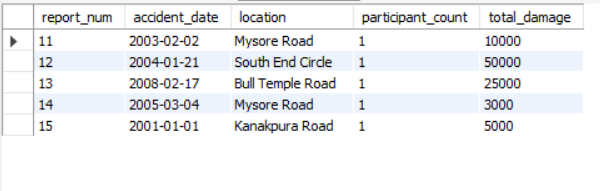 report_num accident_date location participant_count total_damage
11 2003-02-02 Mysore Road 1 10000
12 2004-01-21 South End Circle 1 50000
13 2008-02-17 Bull Temple Road 1 25000
14 2005-03-04 Mysore Road 1 3000
15 2001-01-01 Kanakpura Road 1 5000